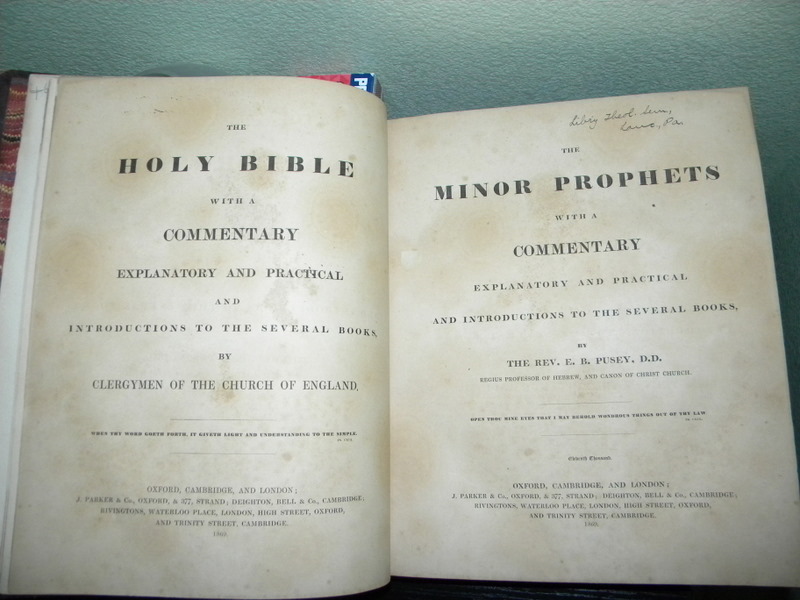 THE
HOLY BIBLE
WITH A
COMMENTARY
EXPLANATORY AND PRACTICAL
AND
INTRODUCTIONS TO THE SEVERAL BOOKS,
BY
CLERGYMEN OF THE CHURCH OF ENGLAND.
WHEN THY WORD GOETH FORTH, IT GIVETH LIGHT AND UNDERSTANDING TO THE SIMPLE.
OXFORD, CAMBRIDGE, AND LONDON;
J. PARKER & Co., OXFORD, & 377, STRAND; DEIGHTON, BELL & Co., CAMBRIDGE;
RIVINGTONS, WATERLOO PLACE, LONDON, HIGH STREET, OXFORD,
AND TRINITY STREET, CAMBRIDGE.
Theol. Sem,
Lanc, Pa.
THE
MINOR PROPHETS
WITH A
COMMENTARY
EXPLANATORY AND PRACTICAL
AND INTRODUCTIONS TO THE SEVERAL BOOKS,
BY
THE REV. E. B. PUSEY, D.D.
REGIUS PROFESSOR OF HEBREW, AND CANON OF CHRIST CHURCH.
OPEN THOU MINE EYES THAT I MAY BEHOLD WONDROUS THINGS OUT OF THY LAW
Thousand.
OXFORD, CAMBRIDGE, AND LONDON;
J. PARKER & Co., OXFORD, & 377, STRAND; DEIGHTON, BELL & Co., CAMBRIDGE;
RIVINGTONS, WATERLOO PLACE, LONDON, HIGH STREET, OXFORD,
AND TRINITY STREET, CAMBRIDGE.